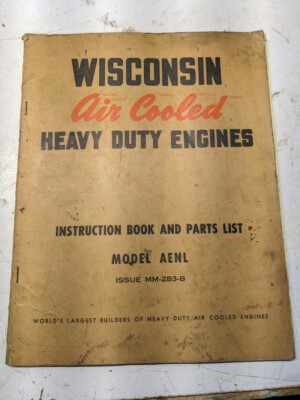 WISCONSIN
Air Cooled
HEAVY DUTY ENGINES
INSTRUCTION BOOK AND PARTS LIST
MODEL AENL
ISSUE MM-283-B
WORLD'S LARGEST BUILDERS OF HEAVY DUTY AIR COOLED ENGINES